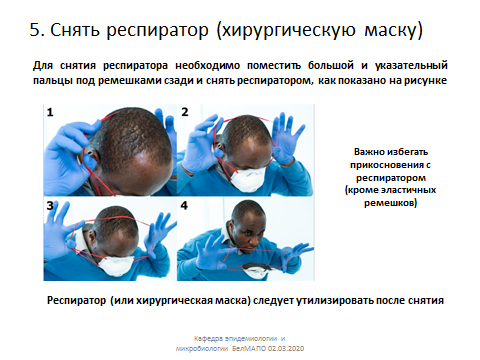 5. Снять респиратор (хирургическую маску)
Для снятия респиратора необходимо поместить большой и указательный
пальцы под ремешками сзади и снять респиратором, как показано на рисунке
1
2
3
4
Важно избегать
прикосновения с
респиратором
(кроме эластичных
ремешков)
Респиратор (или хирургическая маска) следует утилизировать после снятия
Кафедра эпидемиологии и
микробиологии БелМАПО 02.03.2020